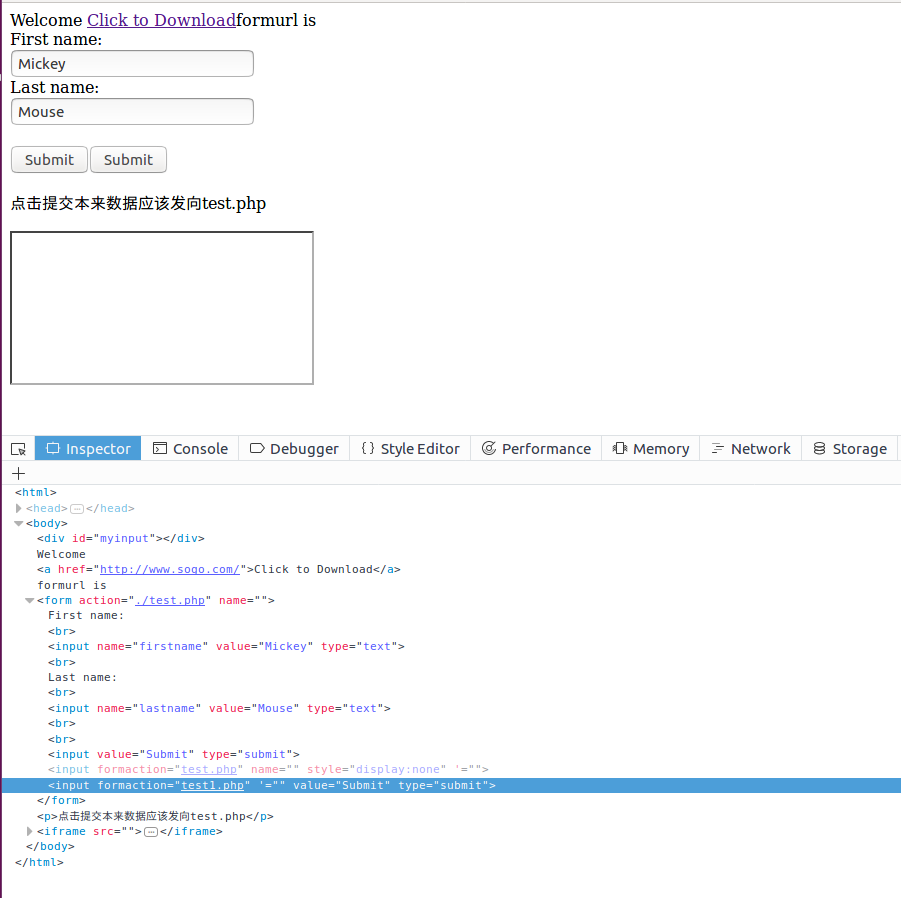 Welcome Click to Downloadformurl is
First name:
Mickey
Last name:
Mouse
Submit Submit
点击提交本来数据应该发向test.php
Inspector Console Debugger { } Style Editor Performance Memory Network Storage
+
<html>
<head>…</head>
<body>
<div id="myinput"></div>
Welcome
<a href="http://www.sogo.com/">Click to Download</a>
formurl is
<form action="./test.php" name="">
First name:
<br>
<input name="firstname" value="Mickey" type="text">
<br>
Last name:
<br>
<input name="lastname" value="Mouse" type="text">
<br>
<br>
<input value="Submit" type="submit">
<input formaction="test.php" name="" style="display:none" '="">
<input formaction="test1.php" '="" value="Submit" type="submit">
</form>
<p>点击提交本来数据应该发向test.php</p>
<iframe src="">…</iframe>
</body>
</html>